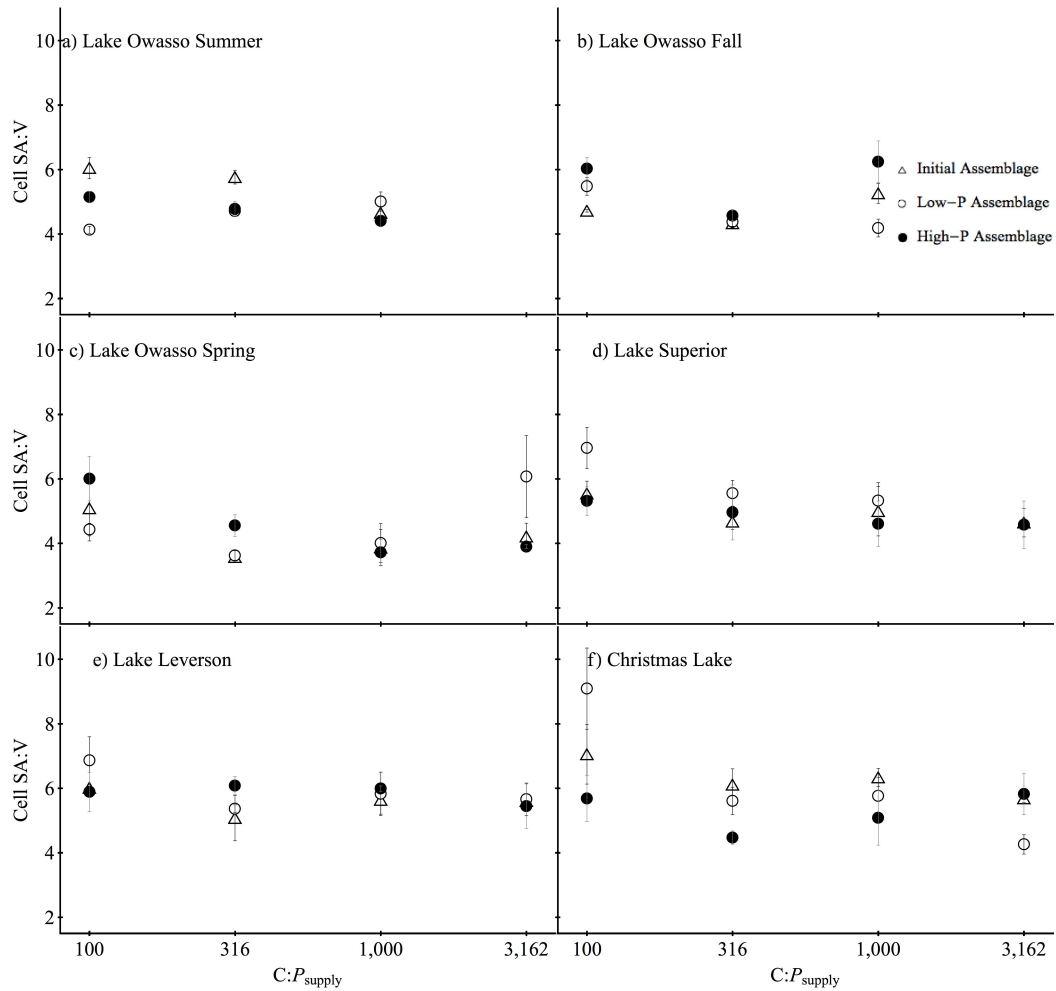 a) Lake Owasso Summer
b) Lake Owasso Fall
Cell SA:V
10
8
6
4
2
Initial Assemblage
Low−P Assemblage
High−P Assemblage
c) Lake Owasso Spring
d) Lake Superior
Cell SA:V
10
8
6
4
2
e) Lake Leverson
f) Christmas Lake
Cell SA:V
10
8
6
4
2
100 316 1,000 3,162
100 316 1,000 3,162
C:Psupply
C:Psupply